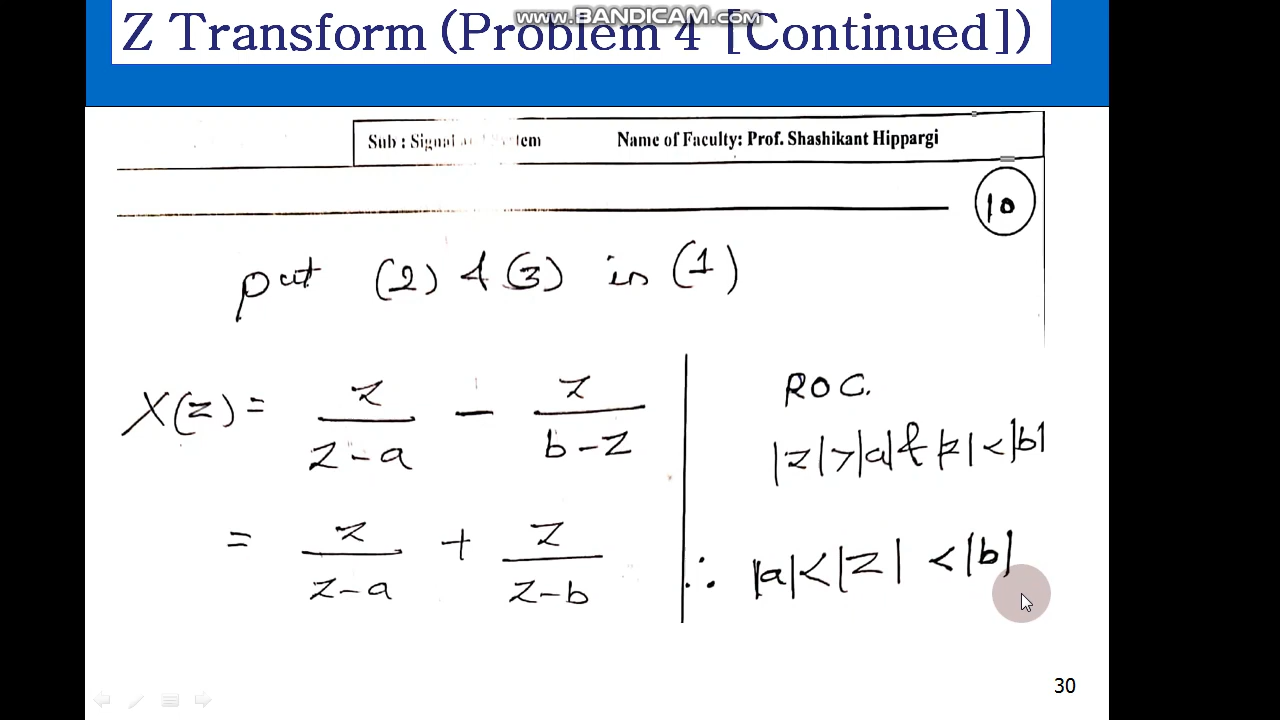 www.BANDICAM.com
Z Transform (Problem 4 [Continued])
Sub : Signal and System Name of Faculty: Prof. Shashikant Hippargi
10
put (2) & (3) in (1)
X(z) = z / z-a - z / b-z
= z / z-a + z / z-b
ROC.
|z|>|a| & |z|<|b|
∴ |a|<|z|<|b|
30